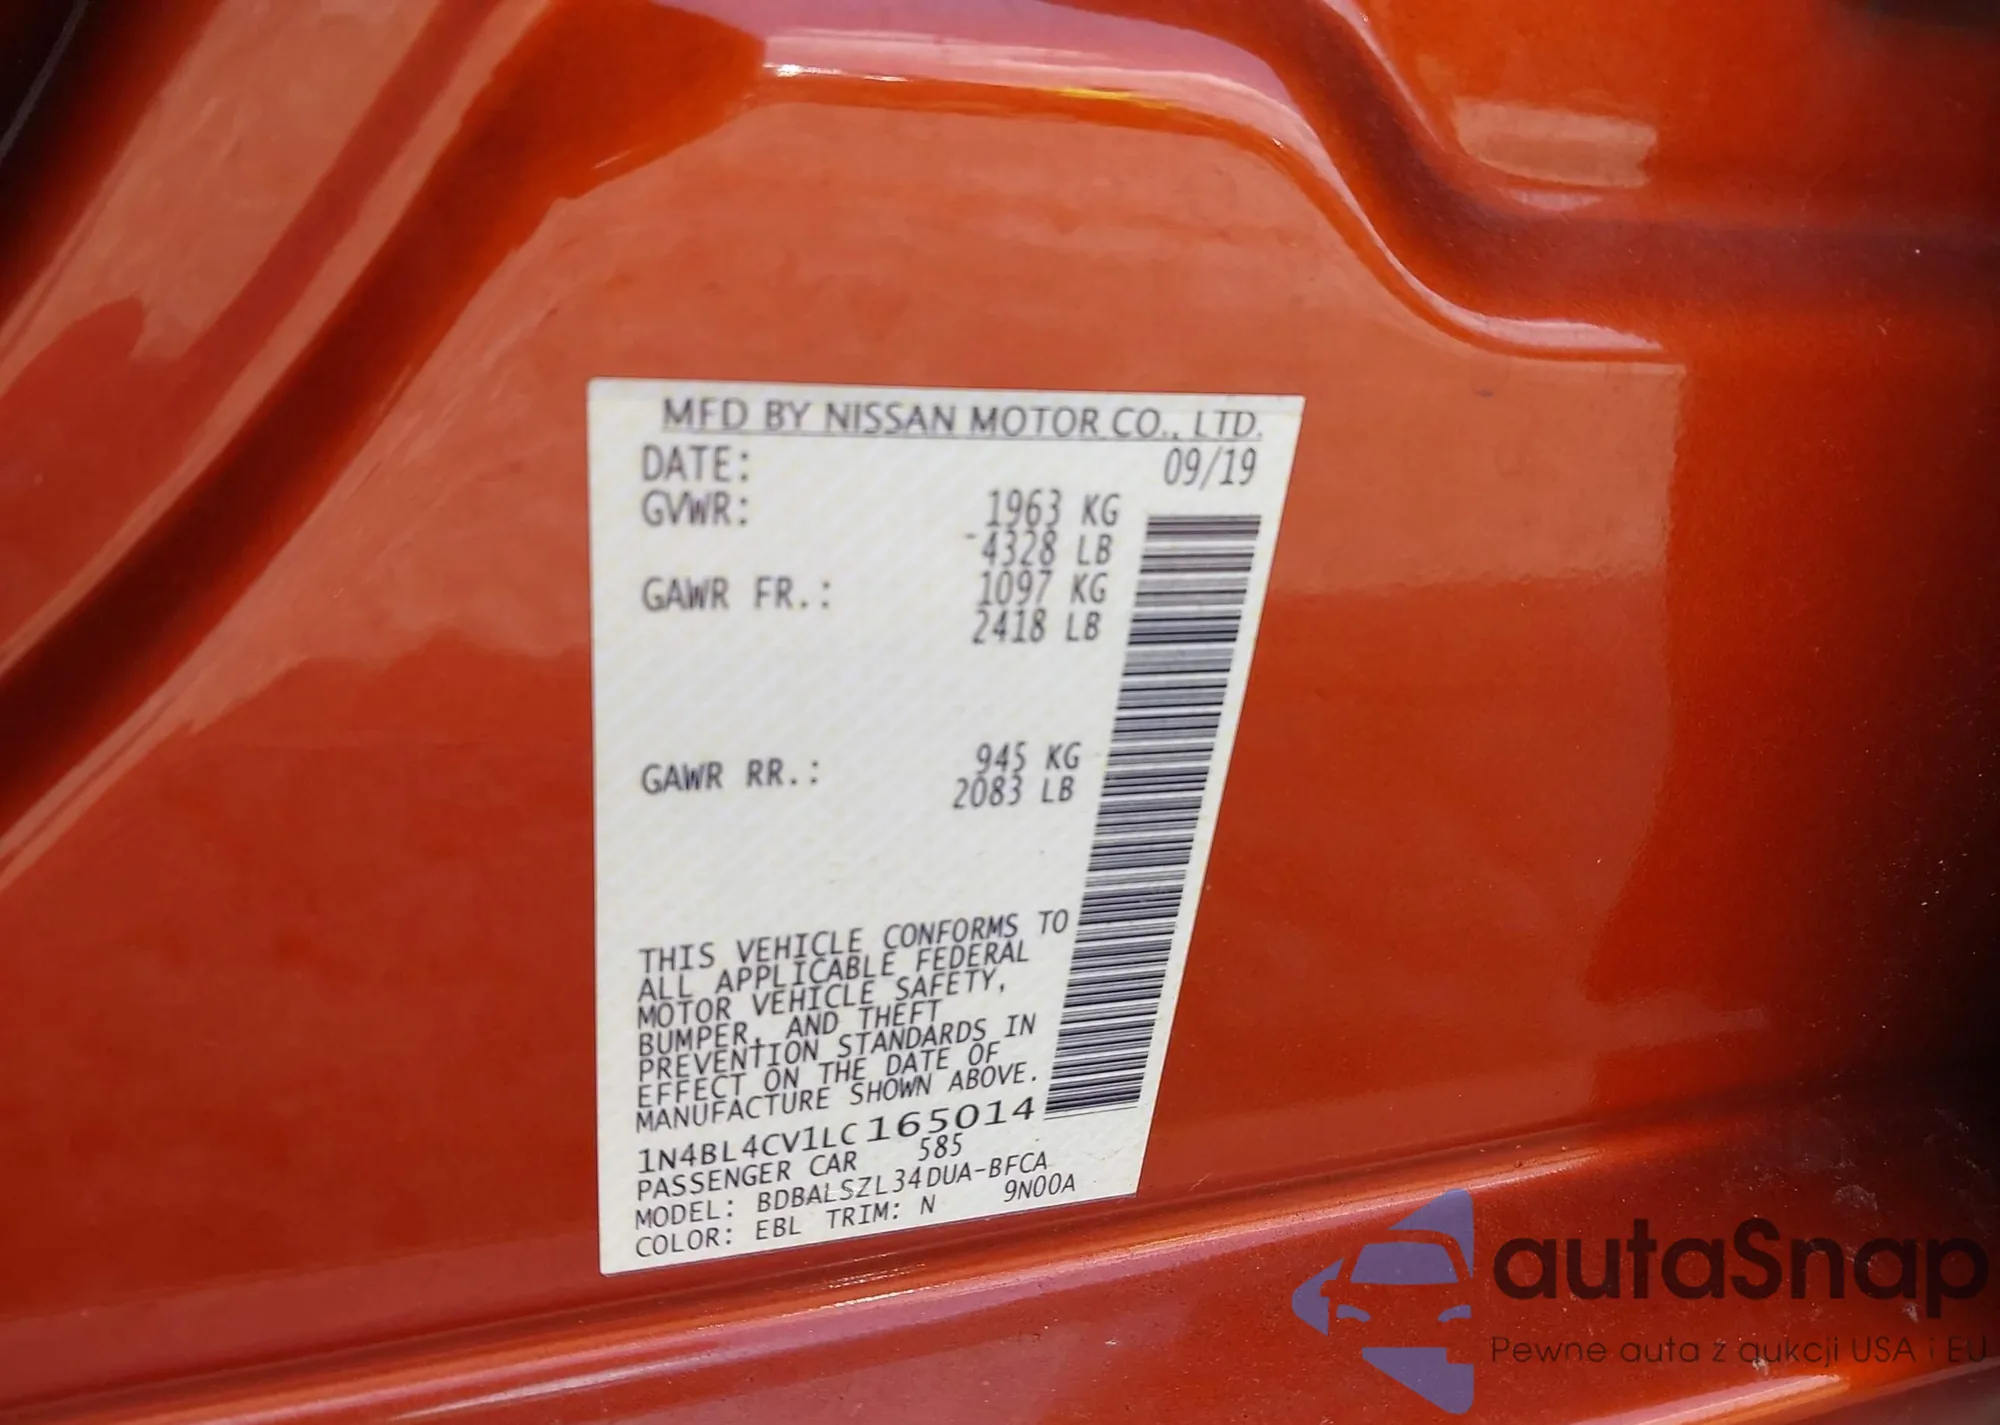 MFD BY NISSAN MOTOR CO., LTD.
DATE: 09/19
GVWR: 1963 KG
4328 LB
GAWR FR.: 1097 KG
2418 LB
GAWR RR.: 945 KG
2083 LB
THIS VEHICLE CONFORMS TO
ALL APPLICABLE FEDERAL
MOTOR VEHICLE SAFETY,
BUMPER, AND THEFT
PREVENTION STANDARDS IN
EFFECT ON THE DATE OF
MANUFACTURE SHOWN ABOVE.
1N4BL4CV1LC165014
PASSENGER CAR 585
MODEL: BDBALSZL34DUA-BFCA
COLOR: EBL TRIM: N 9N00A
autaSnap
Pewne auta z aukcji USA i EU